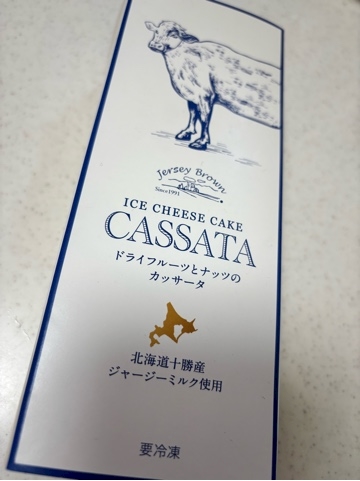 Jersey Brown
Since1991
ICE CHEESE CAKE
CASSATA
ドライフルーツとナッツの
カッサータ
北海道十勝産
ジャージーミルク使用
要冷凍